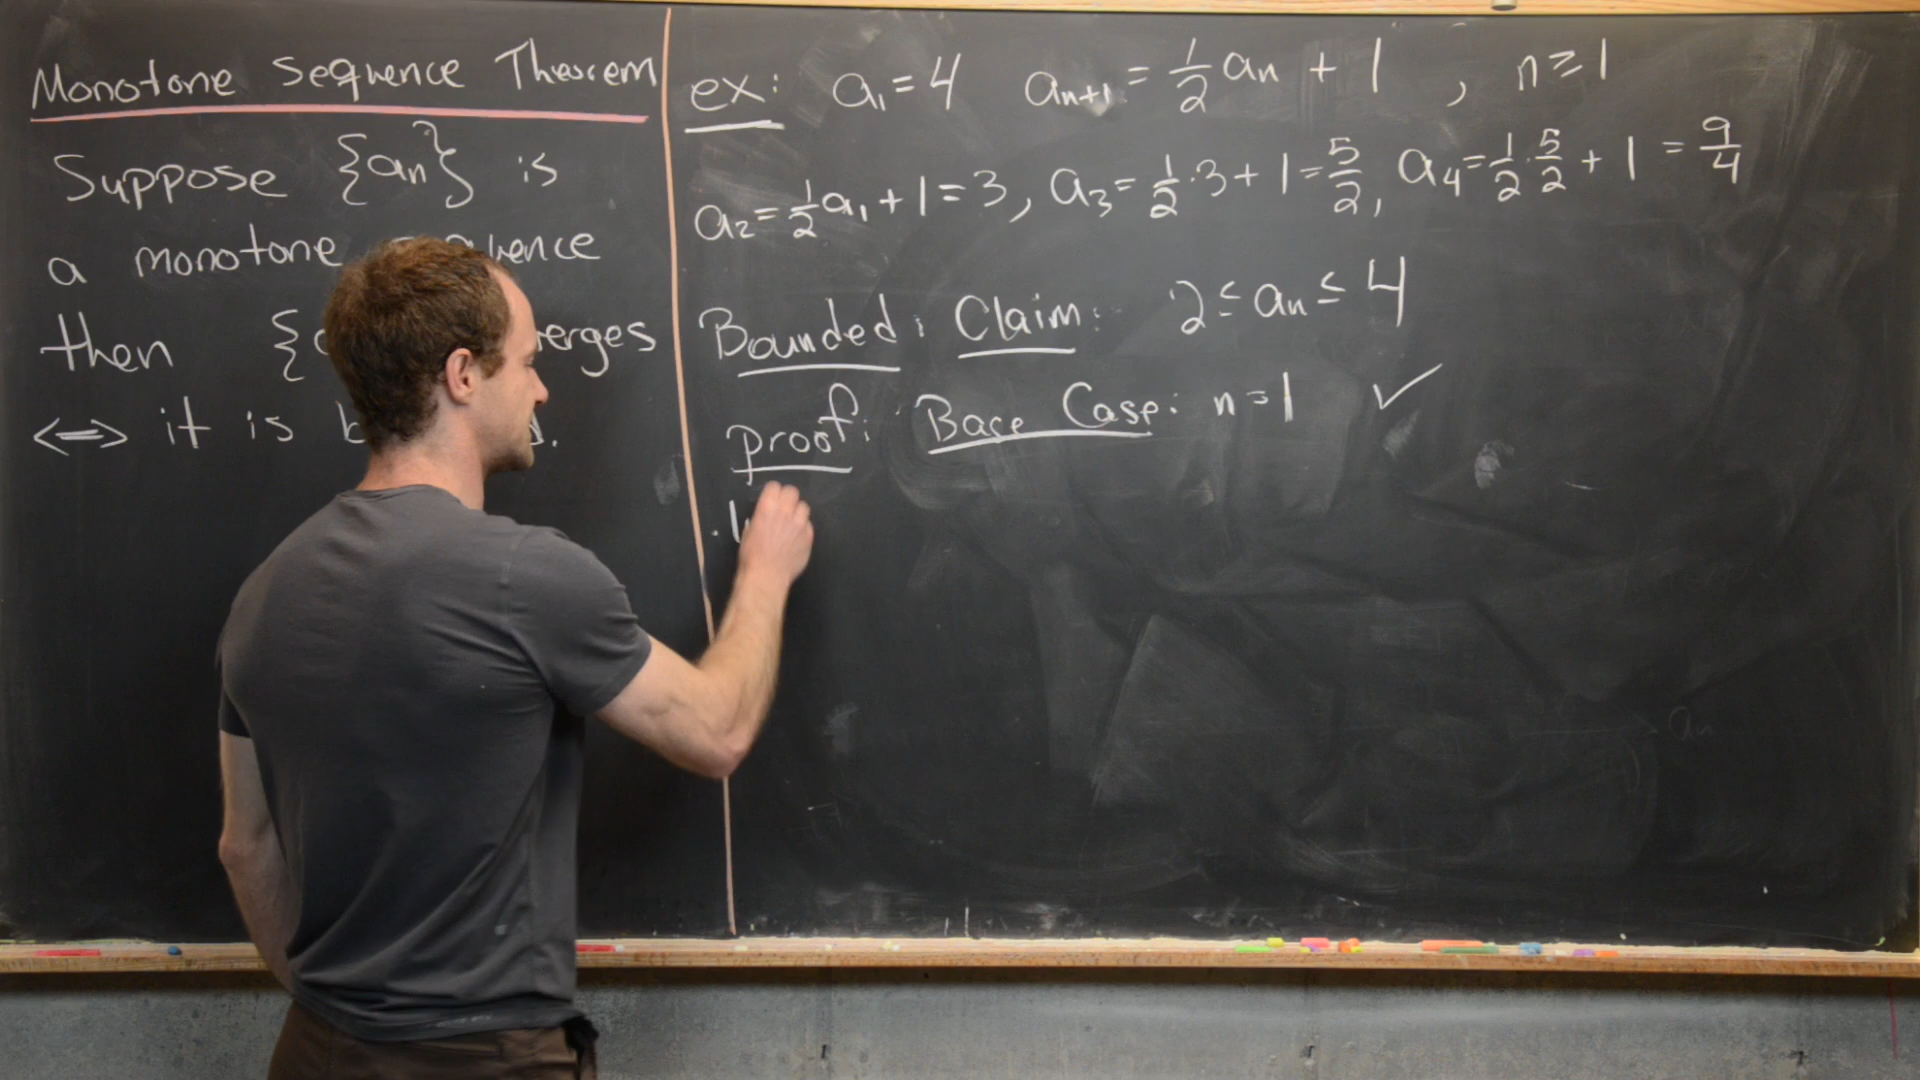 Monotone Sequence Theorem
Suppose {an} is
a monotone
then
<=> it is
ex: a₁=4 aₙ₊₁ = 1/2 aₙ + 1 , n≥1
a₂=1/2 a₁+1=3, a₃=1/2·3+1=5/2, a₄=1/2·5/2+1=9/4
Bounded: Claim: 2≤aₙ≤4
proof: Base Case: n=1 ✓
an